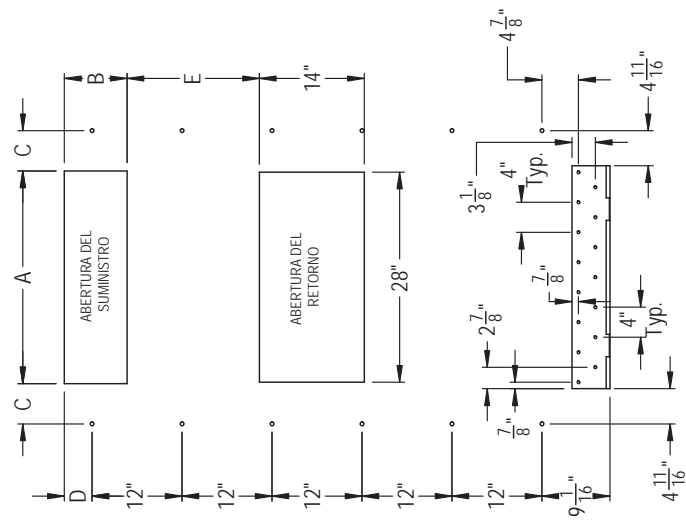 C
A
C
B
E
14"
ABERTURA DEL
SUMINISTRO
ABERTURA DEL
RETORNO
28"
D
12"
12"
12"
12"
12"
9 1/16"
4 7/8"
4 11/16"
3 1/8"
4"
Typ.
7/8"
2 7/8"
7/8"
4"
Typ.
4 11/16"